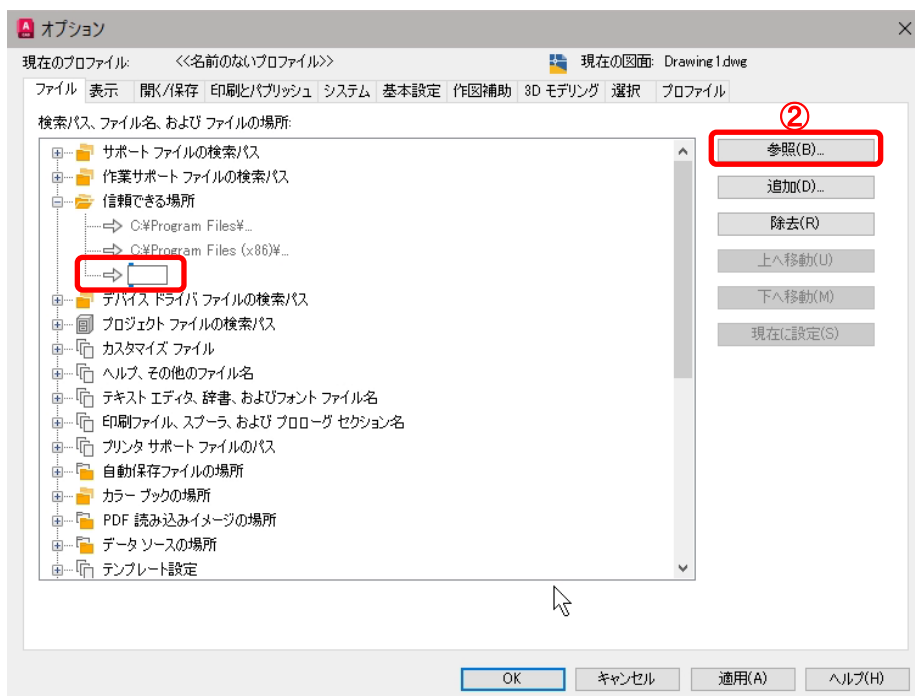 オプション
現在のプロファイル: <<名前のないプロファイル>> 現在の図面: Drawing1.dwg
ファイル 表示 開く/保存 印刷とパブリッシュ システム 基本設定 作図補助 3D モデリング 選択 プロファイル
検索パス、ファイル名、および ファイルの場所:
②
サポート ファイルの検索パス
参照(B)...
作業サポート ファイルの検索パス
追加(D)...
信頼できる場所
C:¥Program Files¥...
除去(R)
C:¥Program Files (x86)¥...
上へ移動(U)
デバイス ドライバ ファイルの検索パス
下へ移動(M)
プロジェクト ファイルの検索パス
現在に設定(S)
カスタマイズ ファイル
ヘルプ、その他のファイル名
テキスト エディタ、辞書、およびフォント ファイル名
印刷ファイル、スプーラ、および プロローグ セクション名
プリンタ サポート ファイルのパス
自動保存ファイルの場所
カラー ブックの場所
PDF 読み込みイメージの場所
データ ソースの場所
テンプレート設定
OK キャンセル 適用(A) ヘルプ(H)